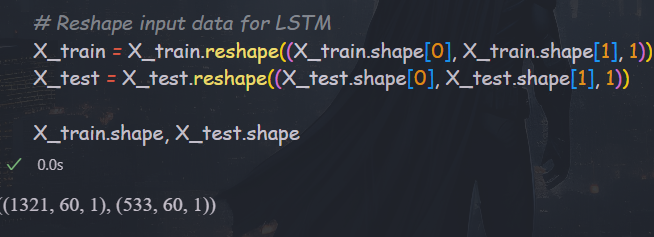 # Reshape input data for LSTM
X_train = X_train.reshape((X_train.shape[0], X_train.shape[1], 1))
X_test = X_test.reshape((X_test.shape[0], X_test.shape[1], 1))
X_train.shape, X_test.shape
0.0s
((1321, 60, 1), (533, 60, 1))